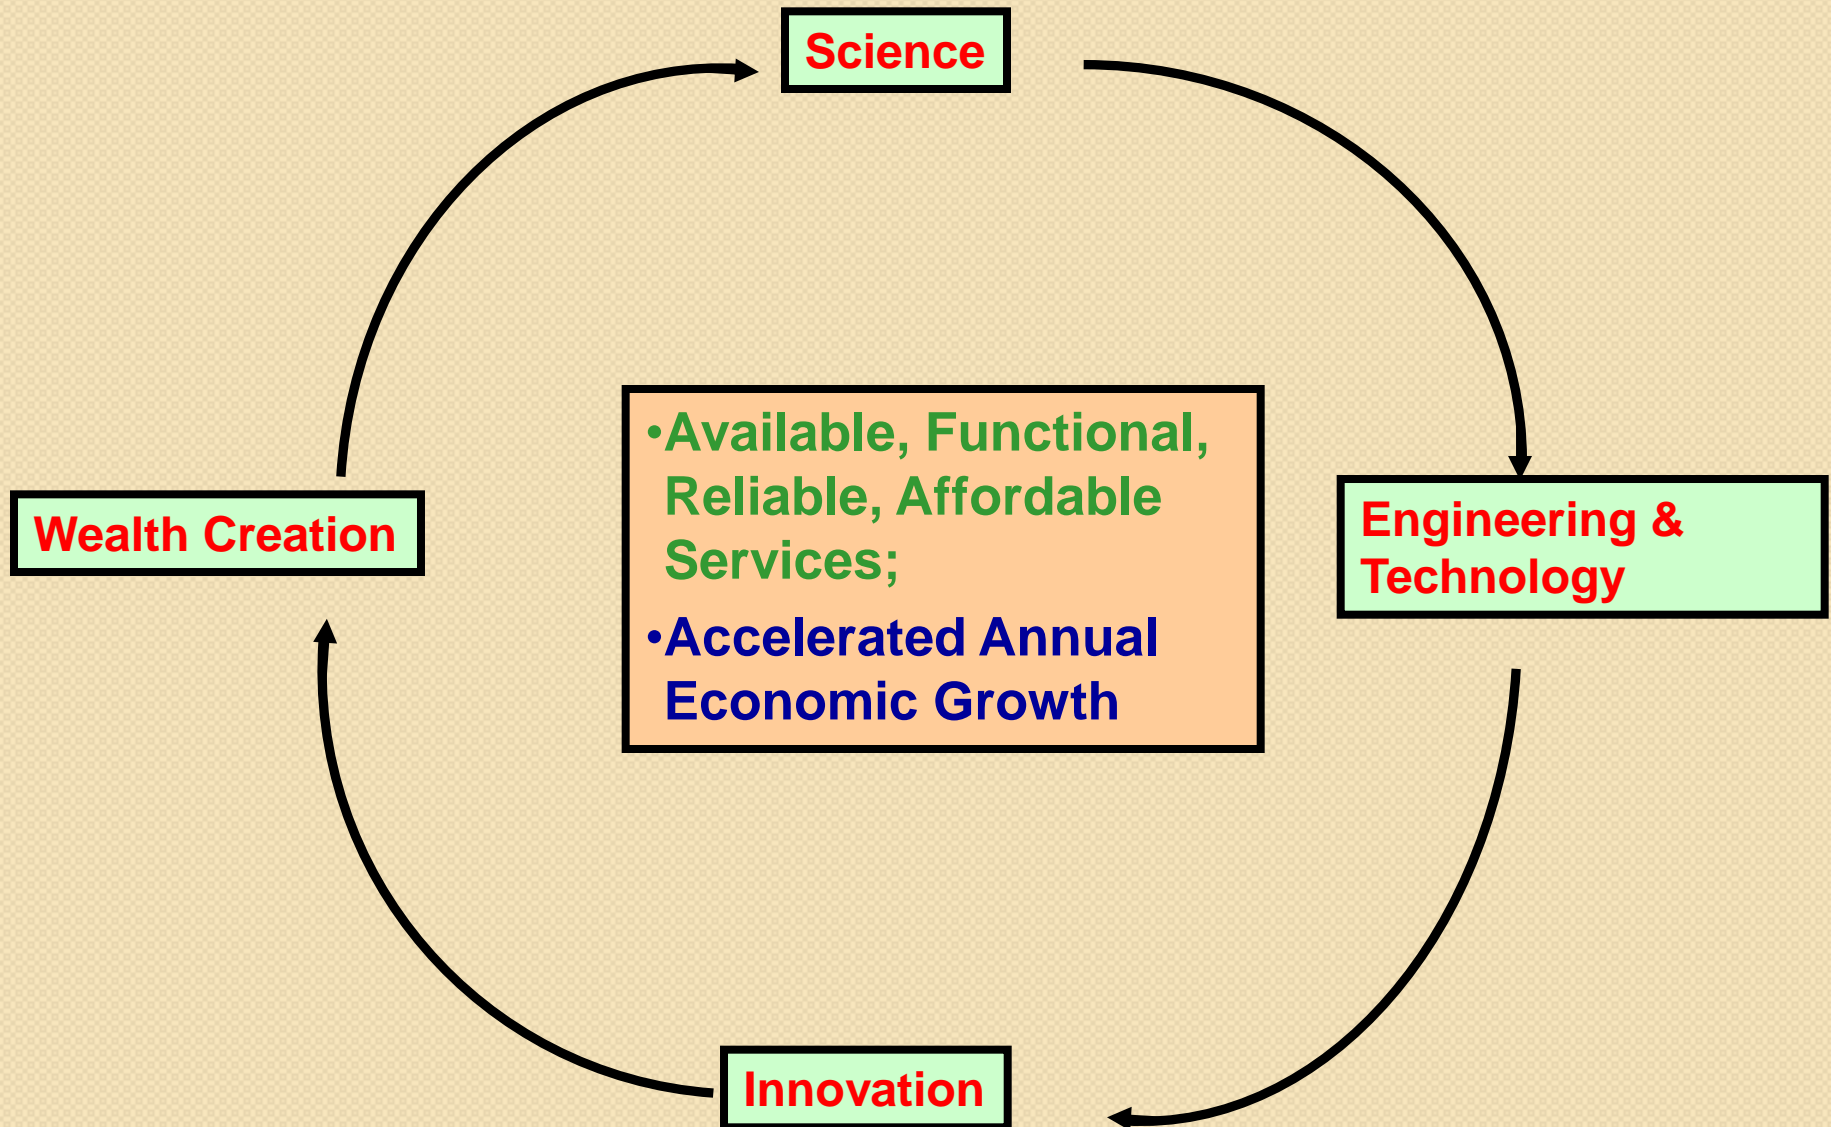 Science
Wealth Creation
•Available, Functional,
Reliable, Affordable
Services;
•Accelerated Annual
Economic Growth
Engineering &
Technology
Innovation